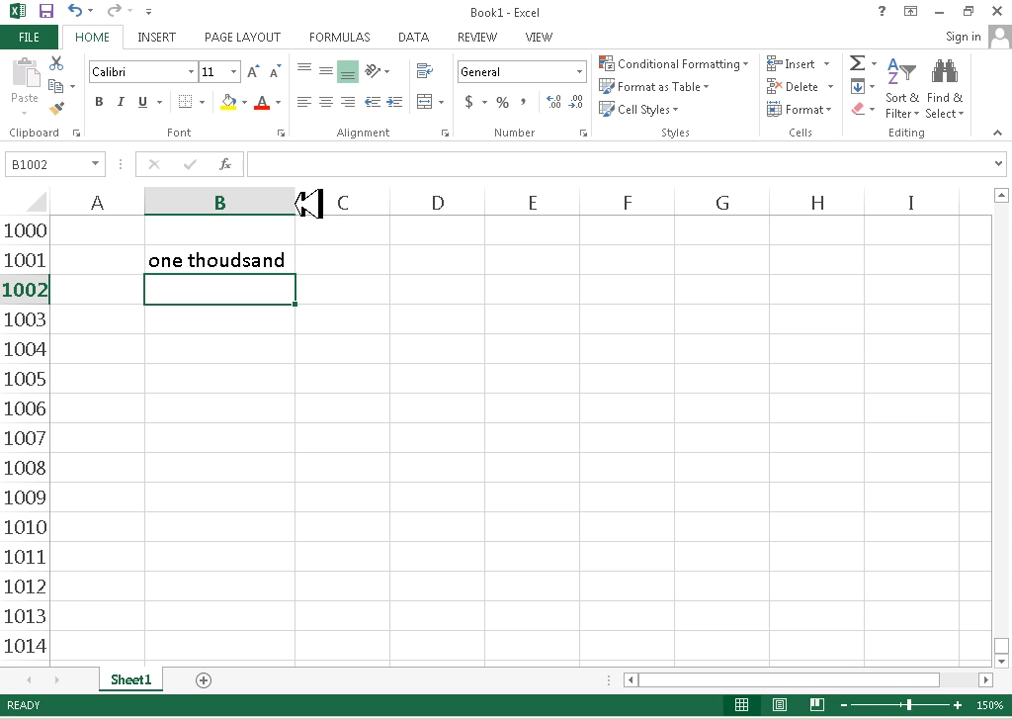 Book1 - Excel
FILE HOME INSERT PAGE LAYOUT FORMULAS DATA REVIEW VIEW Sign in
Calibri 11 General Conditional Formatting Insert
Paste Format as Table Delete
B I U $ % , Cell Styles Format Sort & Filter Find & Select
Clipboard Font Alignment Number Styles Cells Editing
B1002 fx
A B C D E F G H I
1000
1001 one thoudsand
1002
1003
1004
1005
1006
1007
1008
1009
1010
1011
1012
1013
1014
Sheet1
READY 150%